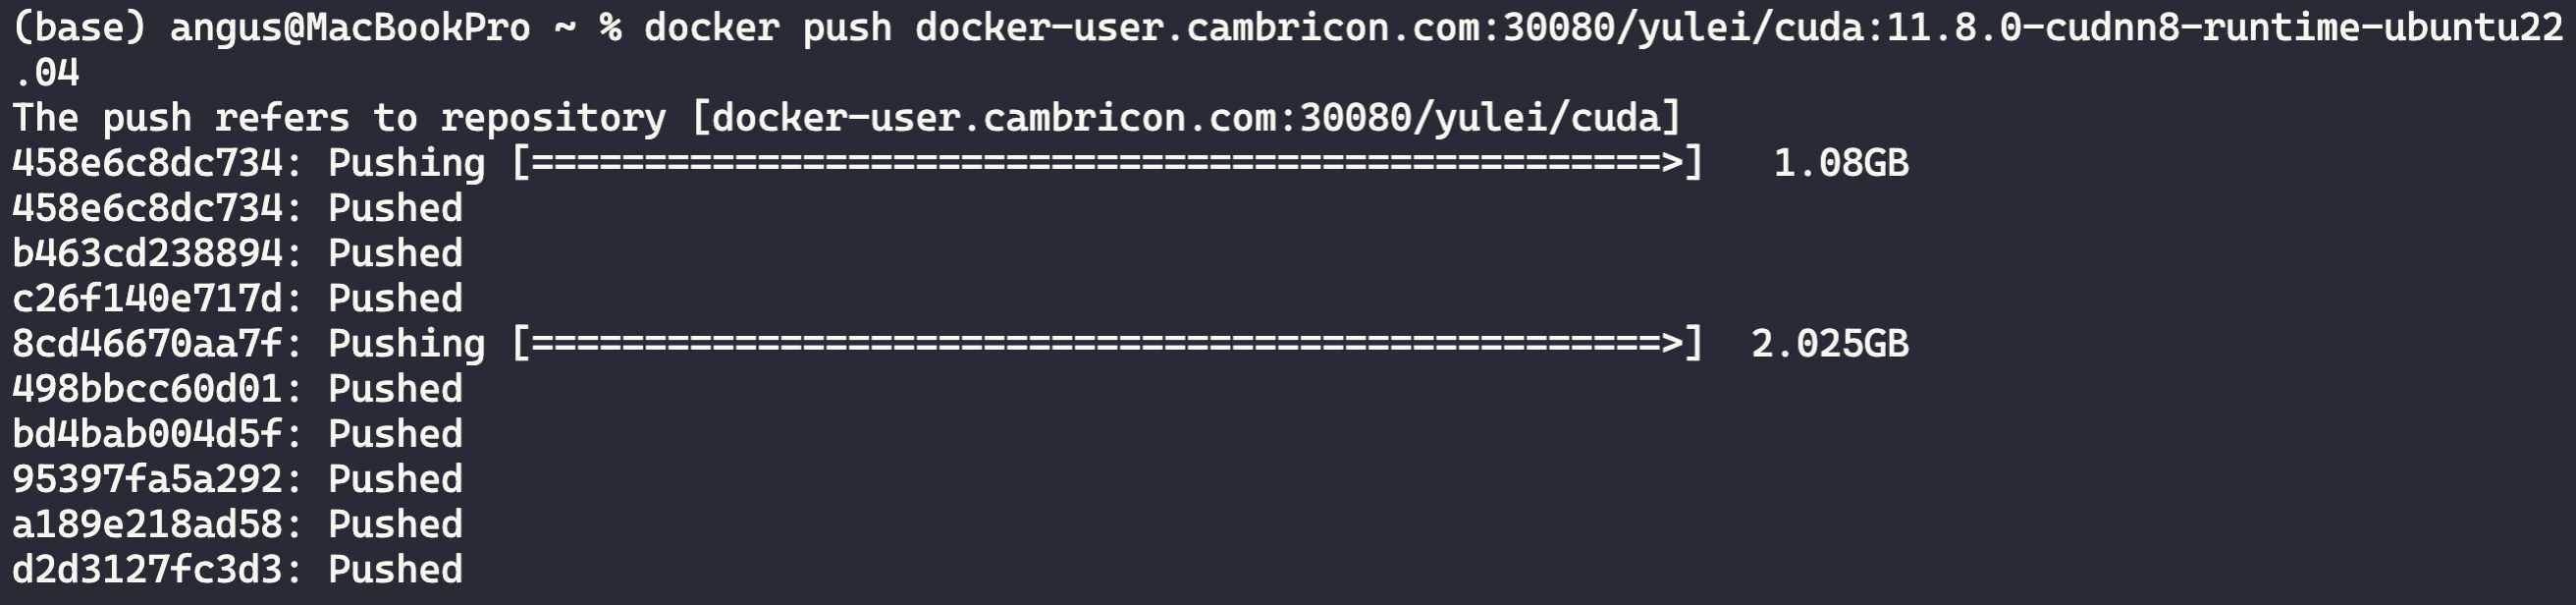 (base) angus@MacBookPro ~ % docker push docker-user.cambricon.com:30080/yulei/cuda:11.8.0-cudnn8-runtime-ubuntu22
.04
The push refers to repository [docker-user.cambricon.com:30080/yulei/cuda]
458e6c8dc734: Pushing [==================================================>]   1.08GB
458e6c8dc734: Pushed
b463cd238894: Pushed
c26f140e717d: Pushed
8cd46670aa7f: Pushing [==================================================>]  2.025GB
498bbcc60d01: Pushed
bd4bab004d5f: Pushed
95397fa5a292: Pushed
a189e218ad58: Pushed
d2d3127fc3d3: Pushed